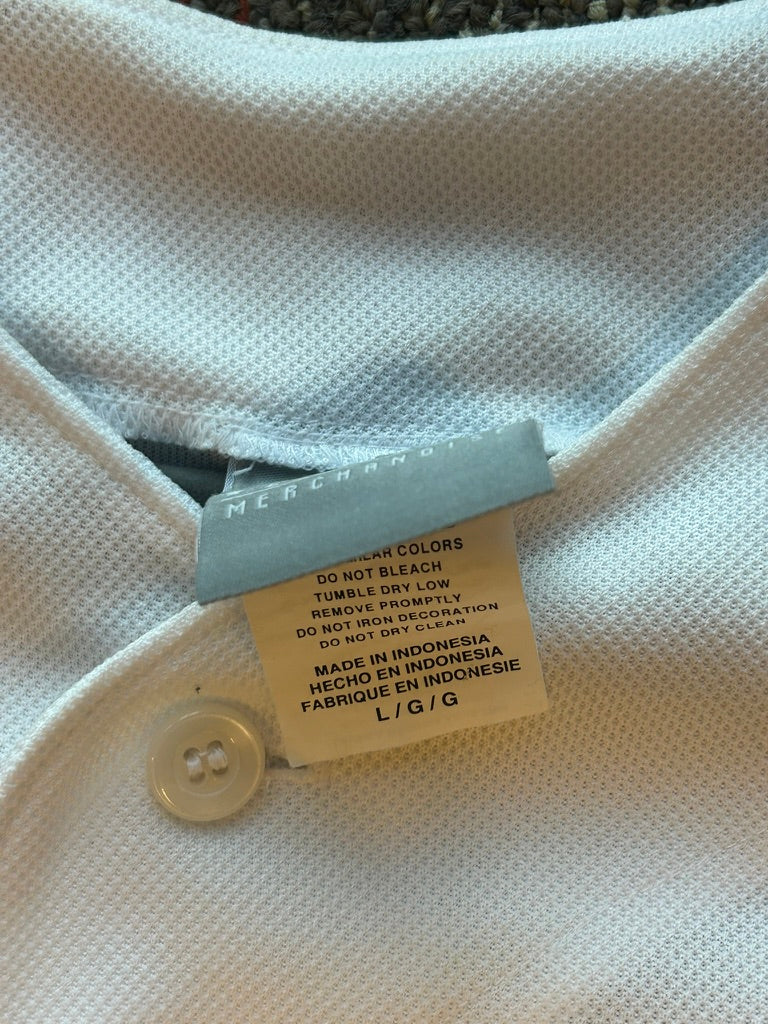 MERCHANDISE
COLORS
DO NOT BLEACH
TUMBLE DRY LOW
REMOVE PROMPTLY
DO NOT IRON DECORATION
DO NOT DRY CLEAN
MADE IN INDONESIA
HECHO EN INDONESIA
FABRIQUE EN INDONESIE
L / G / G